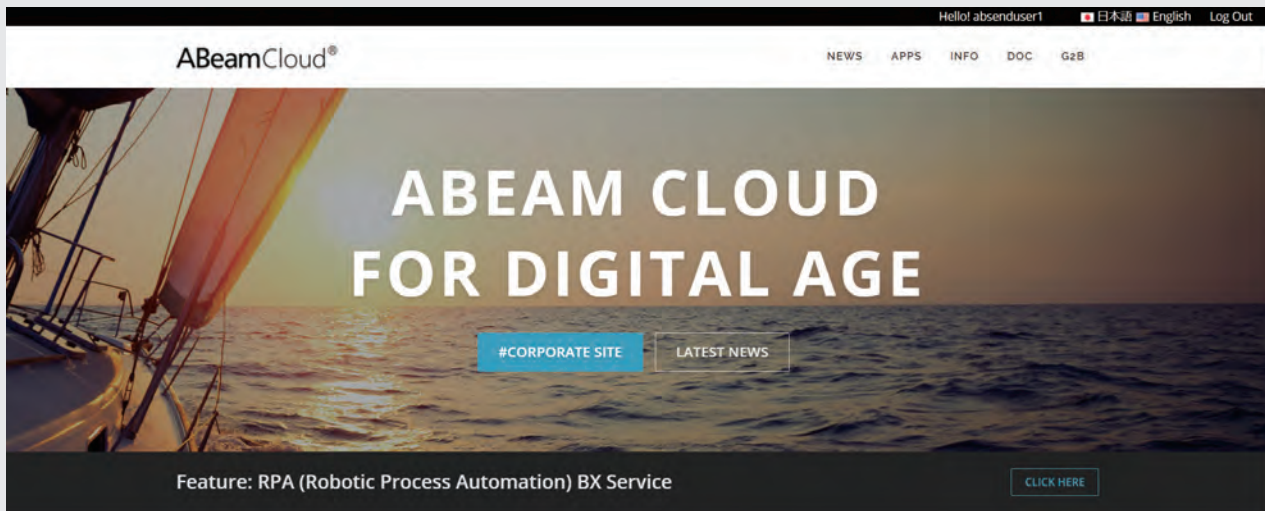 Hello! absenduser1 日本語 English Log Out
ABeamCloud®
NEWS APPS INFO DOC G2B
ABEAM CLOUD
FOR DIGITAL AGE
#CORPORATE SITE LATEST NEWS
Feature: RPA (Robotic Process Automation) BX Service
CLICK HERE